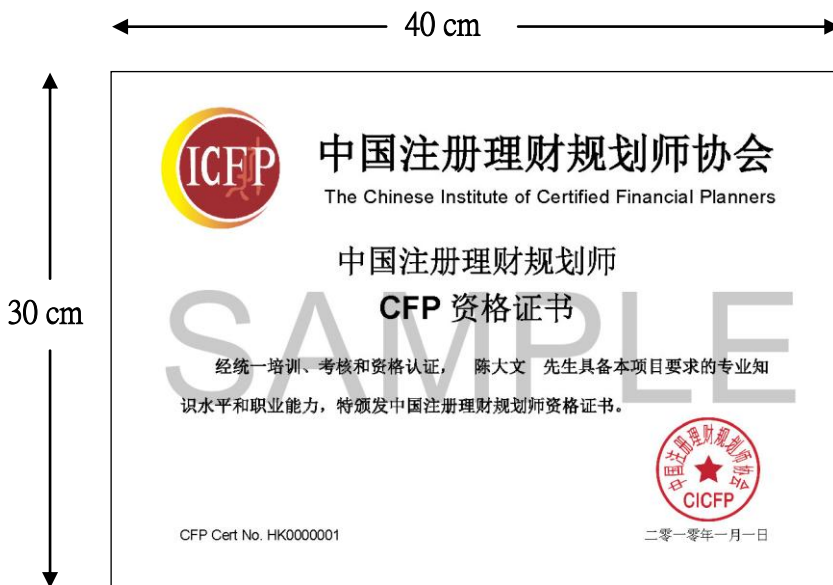 40 cm
30 cm
ICFP
中国注册理财规划师协会
The Chinese Institute of Certified Financial Planners
中国注册理财规划师
CFP 资格证书
SAMPLE
经统一培训、考核和资格认证， 陈大文 先生具备本项目要求的专业知
识水平和职业能力，特颁发中国注册理财规划师资格证书。
中国注册理财规划师协会
CICFP
CFP Cert No. HK0000001
二零一零年一月一日